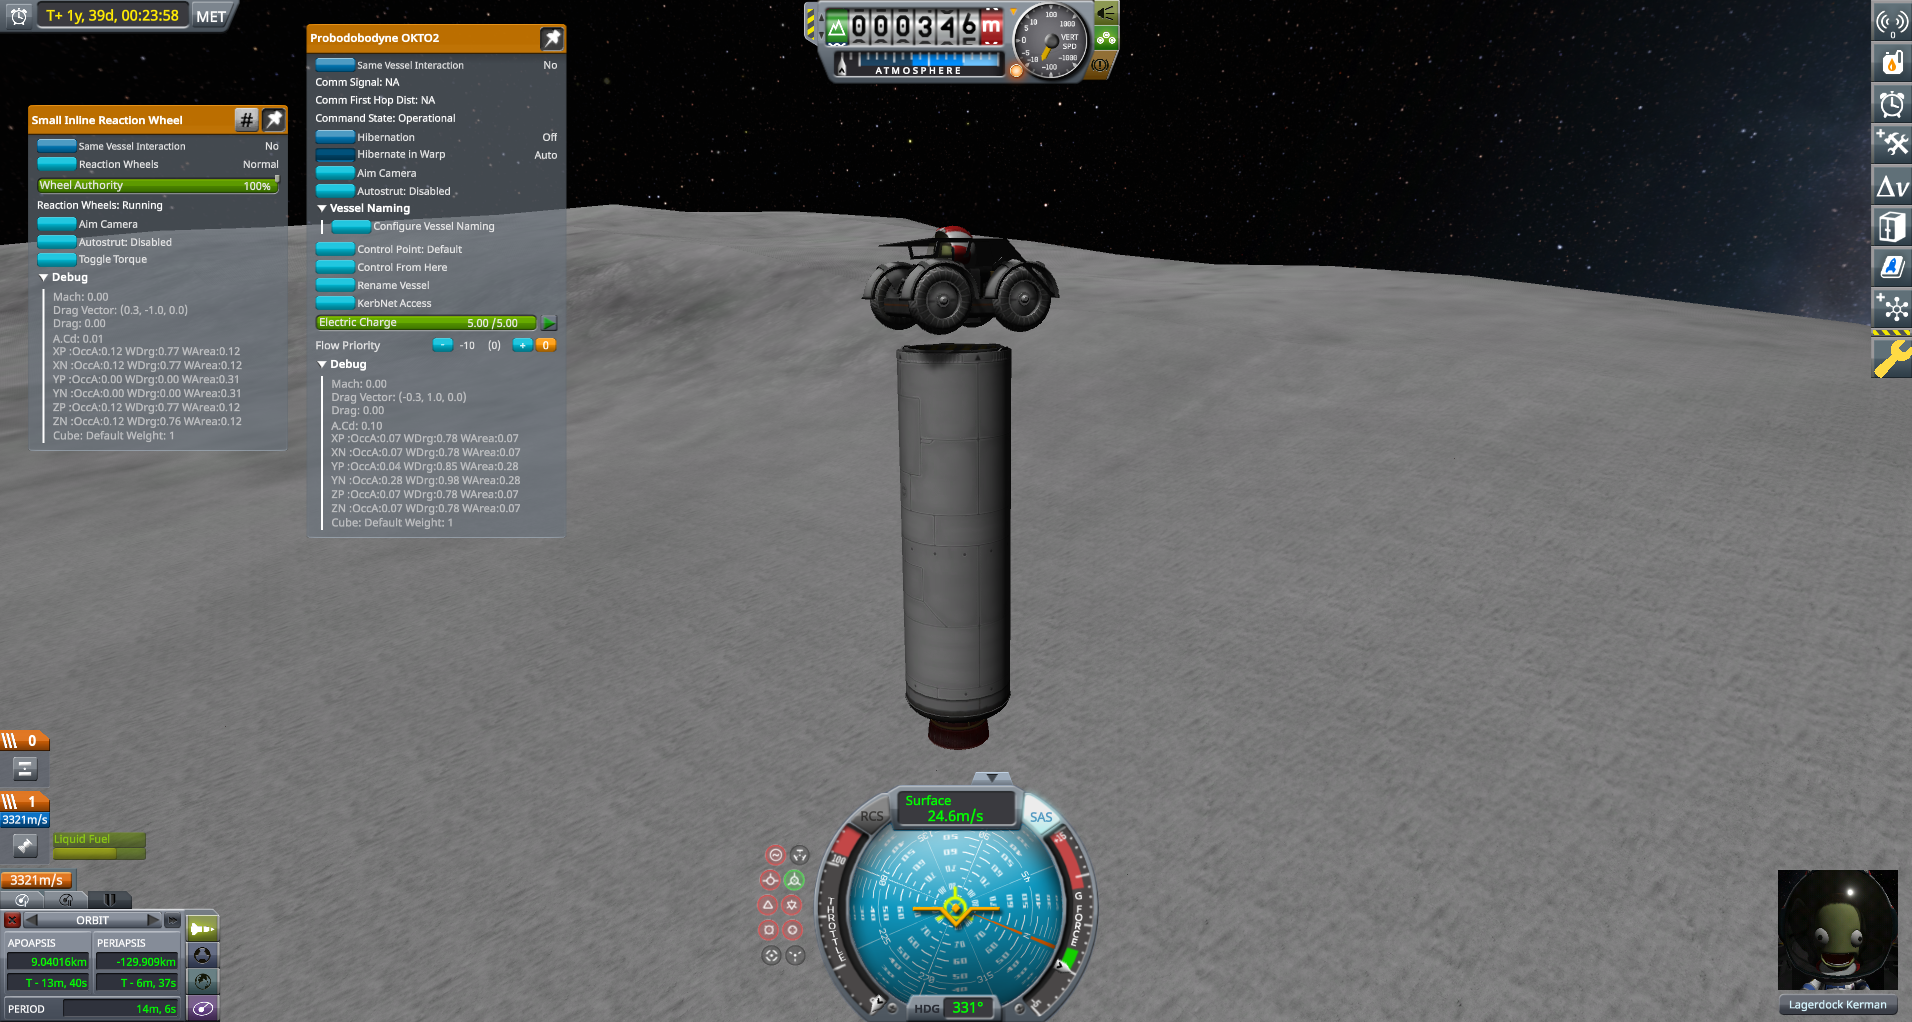 T+ 1y, 39d, 00:23:58
MET
000346m
VERT
SPD
ATMOSPHERE
Small Inline Reaction Wheel
#
Same Vessel Interaction No
Reaction Wheels Normal
Wheel Authority 100%
Reaction Wheels: Running
Aim Camera
Autostrut: Disabled
Toggle Torque
Debug
Mach: 0.00
Drag Vector: (0.3, -1.0, 0.0)
Drag: 0.00
A.Cd: 0.01
XP :OccA:0.12 WDrg:0.77 WArea:0.12
XN :OccA:0.12 WDrg:0.77 WArea:0.12
YP :OccA:0.00 WDrg:0.00 WArea:0.31
YN :OccA:0.00 WDrg:0.00 WArea:0.31
ZP :OccA:0.12 WDrg:0.77 WArea:0.12
ZN :OccA:0.12 WDrg:0.76 WArea:0.12
Cube: Default Weight: 1
Probodobodyne OKTO2
Same Vessel Interaction No
Comm Signal: NA
Comm First Hop Dist: NA
Command State: Operational
Hibernation Off
Hibernate in Warp Auto
Aim Camera
Autostrut: Disabled
Vessel Naming
Configure Vessel Naming
Control Point: Default
Control From Here
Rename Vessel
KerbNet Access
Electric Charge 5.00 /5.00
Flow Priority - -10 (0) + 0
Debug
Mach: 0.00
Drag Vector: (-0.3, 1.0, 0.0)
Drag: 0.00
A.Cd: 0.10
XP :OccA:0.07 WDrg:0.78 WArea:0.07
XN :OccA:0.07 WDrg:0.78 WArea:0.07
YP :OccA:0.04 WDrg:0.85 WArea:0.28
YN :OccA:0.28 WDrg:0.98 WArea:0.28
ZP :OccA:0.07 WDrg:0.78 WArea:0.07
ZN :OccA:0.07 WDrg:0.78 WArea:0.07
Cube: Default Weight: 1
0
Δv
0
1
3321m/s
Liquid Fuel
3321m/s
ORBIT
APOAPSIS PERIAPSIS
9.04016km -129.909km
T - 13m, 40s T - 6m, 37s
PERIOD 14m, 6s
RCS
Surface
24.6m/s
SAS
THROTTLE
G FORCE
HDG 331°
Lagerdock Kerman